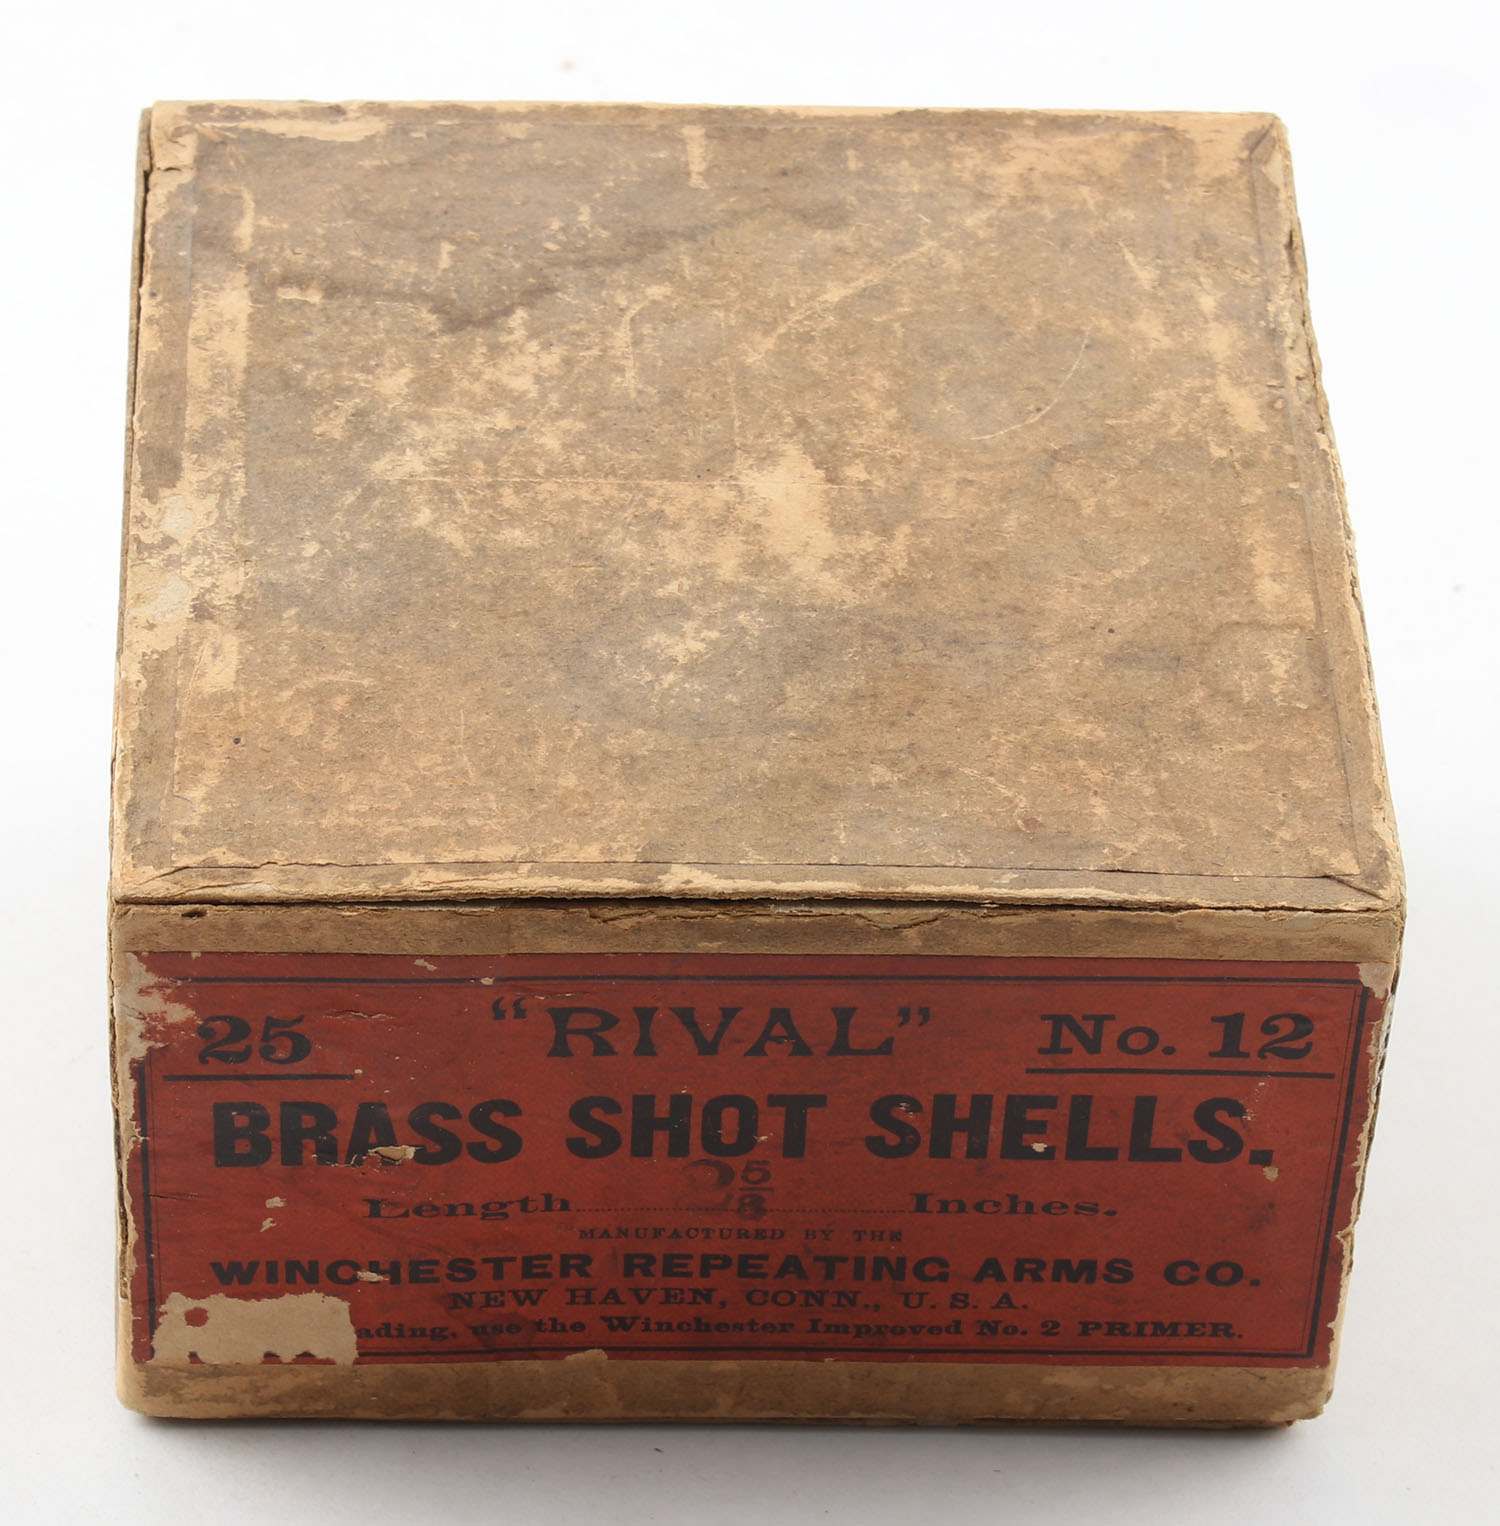 25 "RIVAL" No. 12
BRASS SHOT SHELLS.
Length 2 5/8 Inches.
MANUFACTURED BY THE
WINCHESTER REPEATING ARMS CO.
NEW HAVEN, CONN., U. S. A.
ading, use the Winchester Improved No. 2 PRIMER.